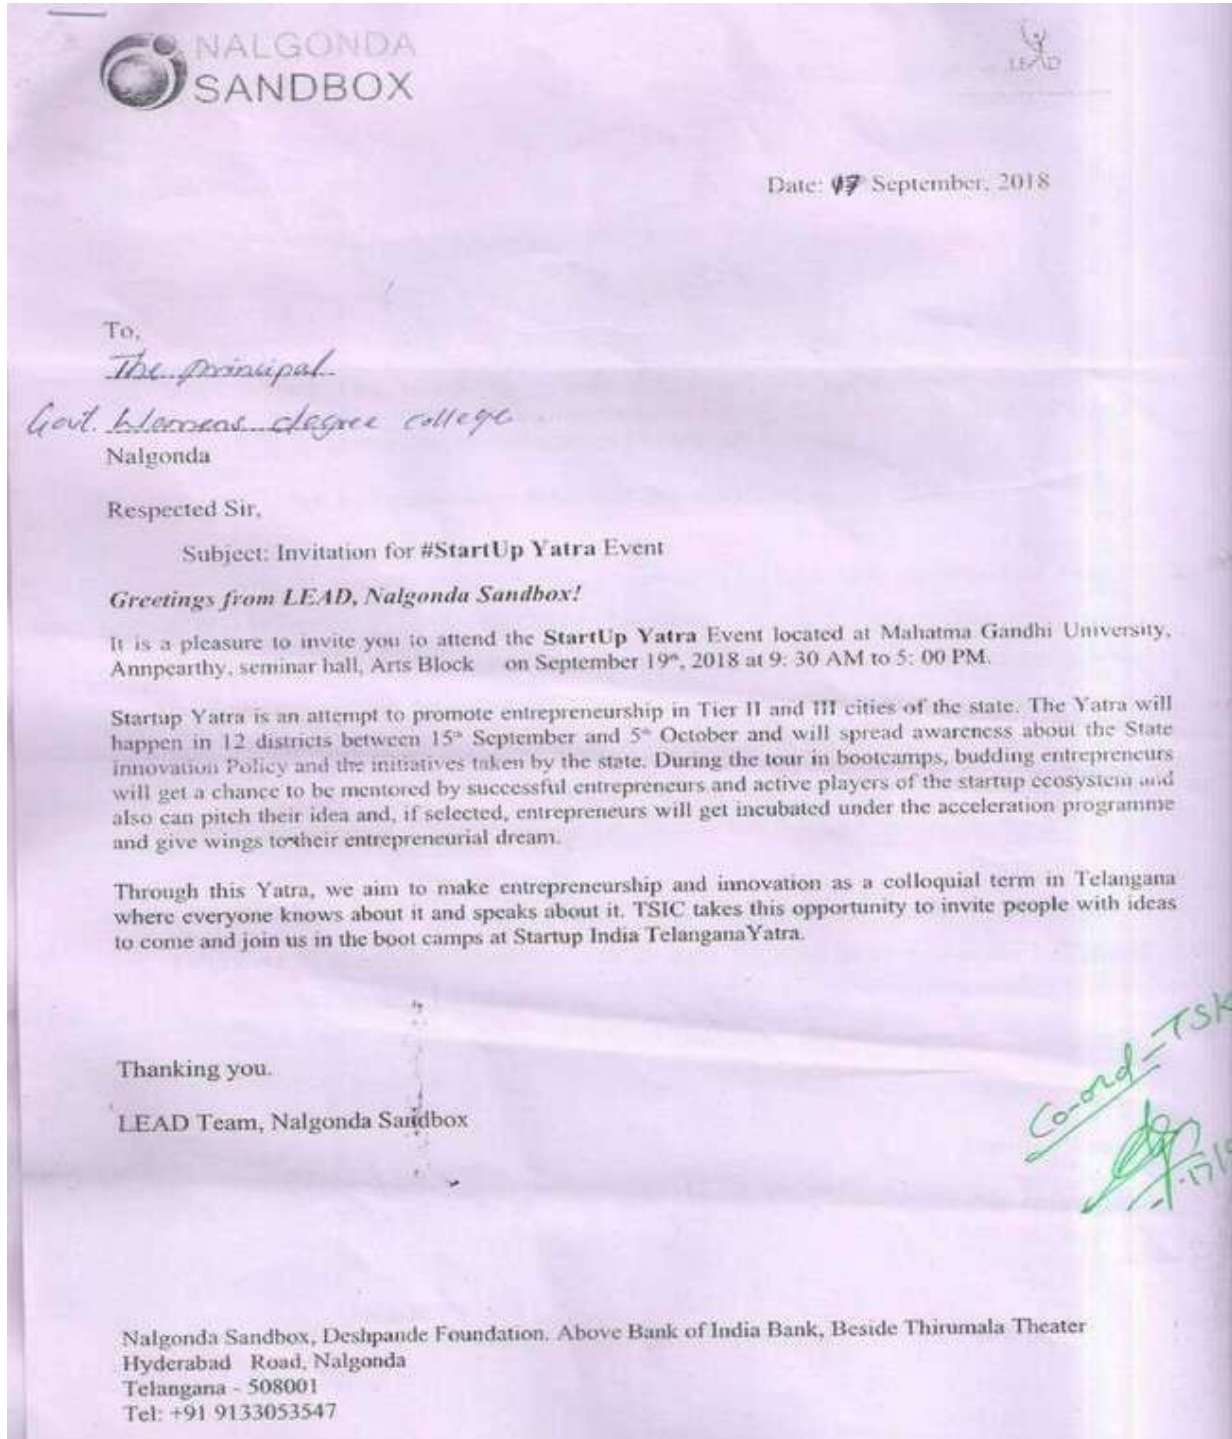 NALGONDA
SANDBOX
LEAD
Date: 17 September, 2018
To,
The principal
Govt. Womens degree college
Nalgonda
Respected Sir,
Subject: Invitation for #StartUp Yatra Event
Greetings from LEAD, Nalgonda Sandbox!
It is a pleasure to invite you to attend the StartUp Yatra Event located at Mahatma Gandhi University,
Annpearthy, seminar hall, Arts Block on September 19th, 2018 at 9: 30 AM to 5: 00 PM.
Startup Yatra is an attempt to promote entrepreneurship in Tier II and III cities of the state. The Yatra will
happen in 12 districts between 15th September and 5th October and will spread awareness about the State
innovation Policy and the initiatives taken by the state. During the tour in bootcamps, budding entrepreneurs
will get a chance to be mentored by successful entrepreneurs and active players of the startup ecosystem and
also can pitch their idea and, if selected, entrepreneurs will get incubated under the acceleration programme
and give wings to their entrepreneurial dream.
Through this Yatra, we aim to make entrepreneurship and innovation as a colloquial term in Telangana
where everyone knows about it and speaks about it. TSIC takes this opportunity to invite people with ideas
to come and join us in the boot camps at Startup India TelanganaYatra.
Thanking you.
LEAD Team, Nalgonda Sandbox
Co-ord - TSK
17/
Nalgonda Sandbox, Deshpande Foundation, Above Bank of India Bank, Beside Thirumala Theater
Hyderabad Road, Nalgonda
Telangana - 508001
Tel: +91 9133053547